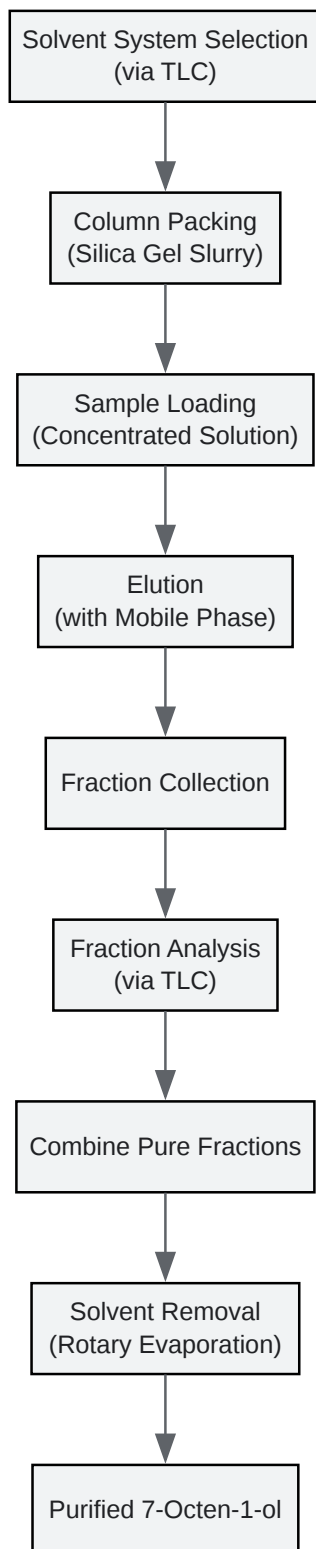 Solvent System Selection
(via TLC)
Column Packing
(Silica Gel Slurry)
Sample Loading
(Concentrated Solution)
Elution
(with Mobile Phase)
Fraction Collection
Fraction Analysis
(via TLC)
Combine Pure Fractions
Solvent Removal
(Rotary Evaporation)
Purified 7-Octen-1-ol